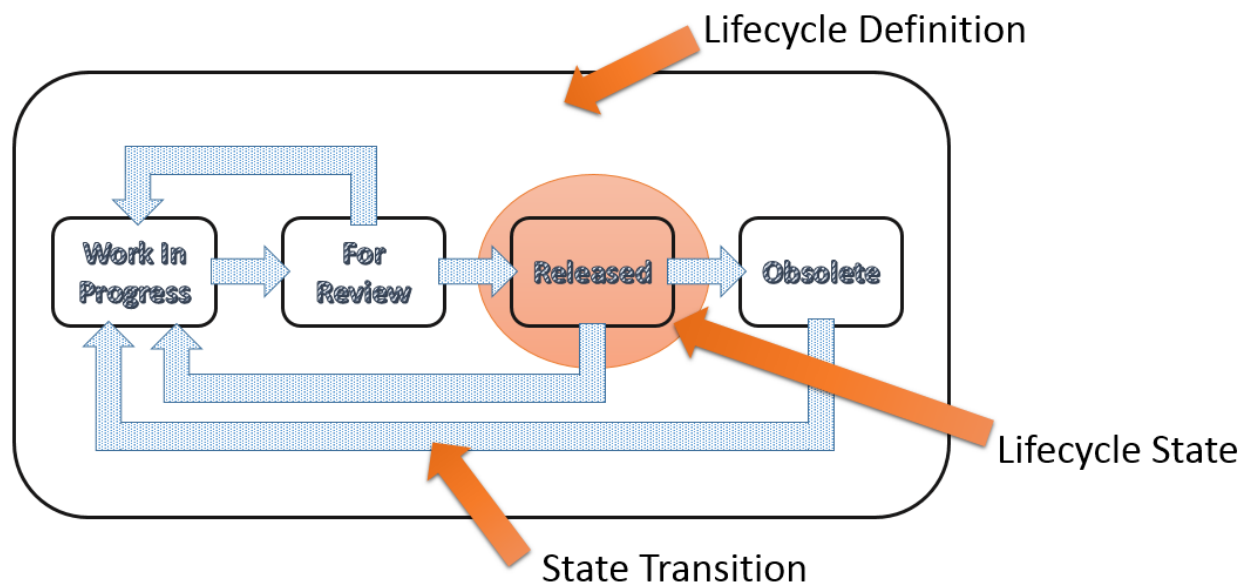 Lifecycle Definition
Work In
Progress
For
Review
Released
Obsolete
Lifecycle State
State Transition